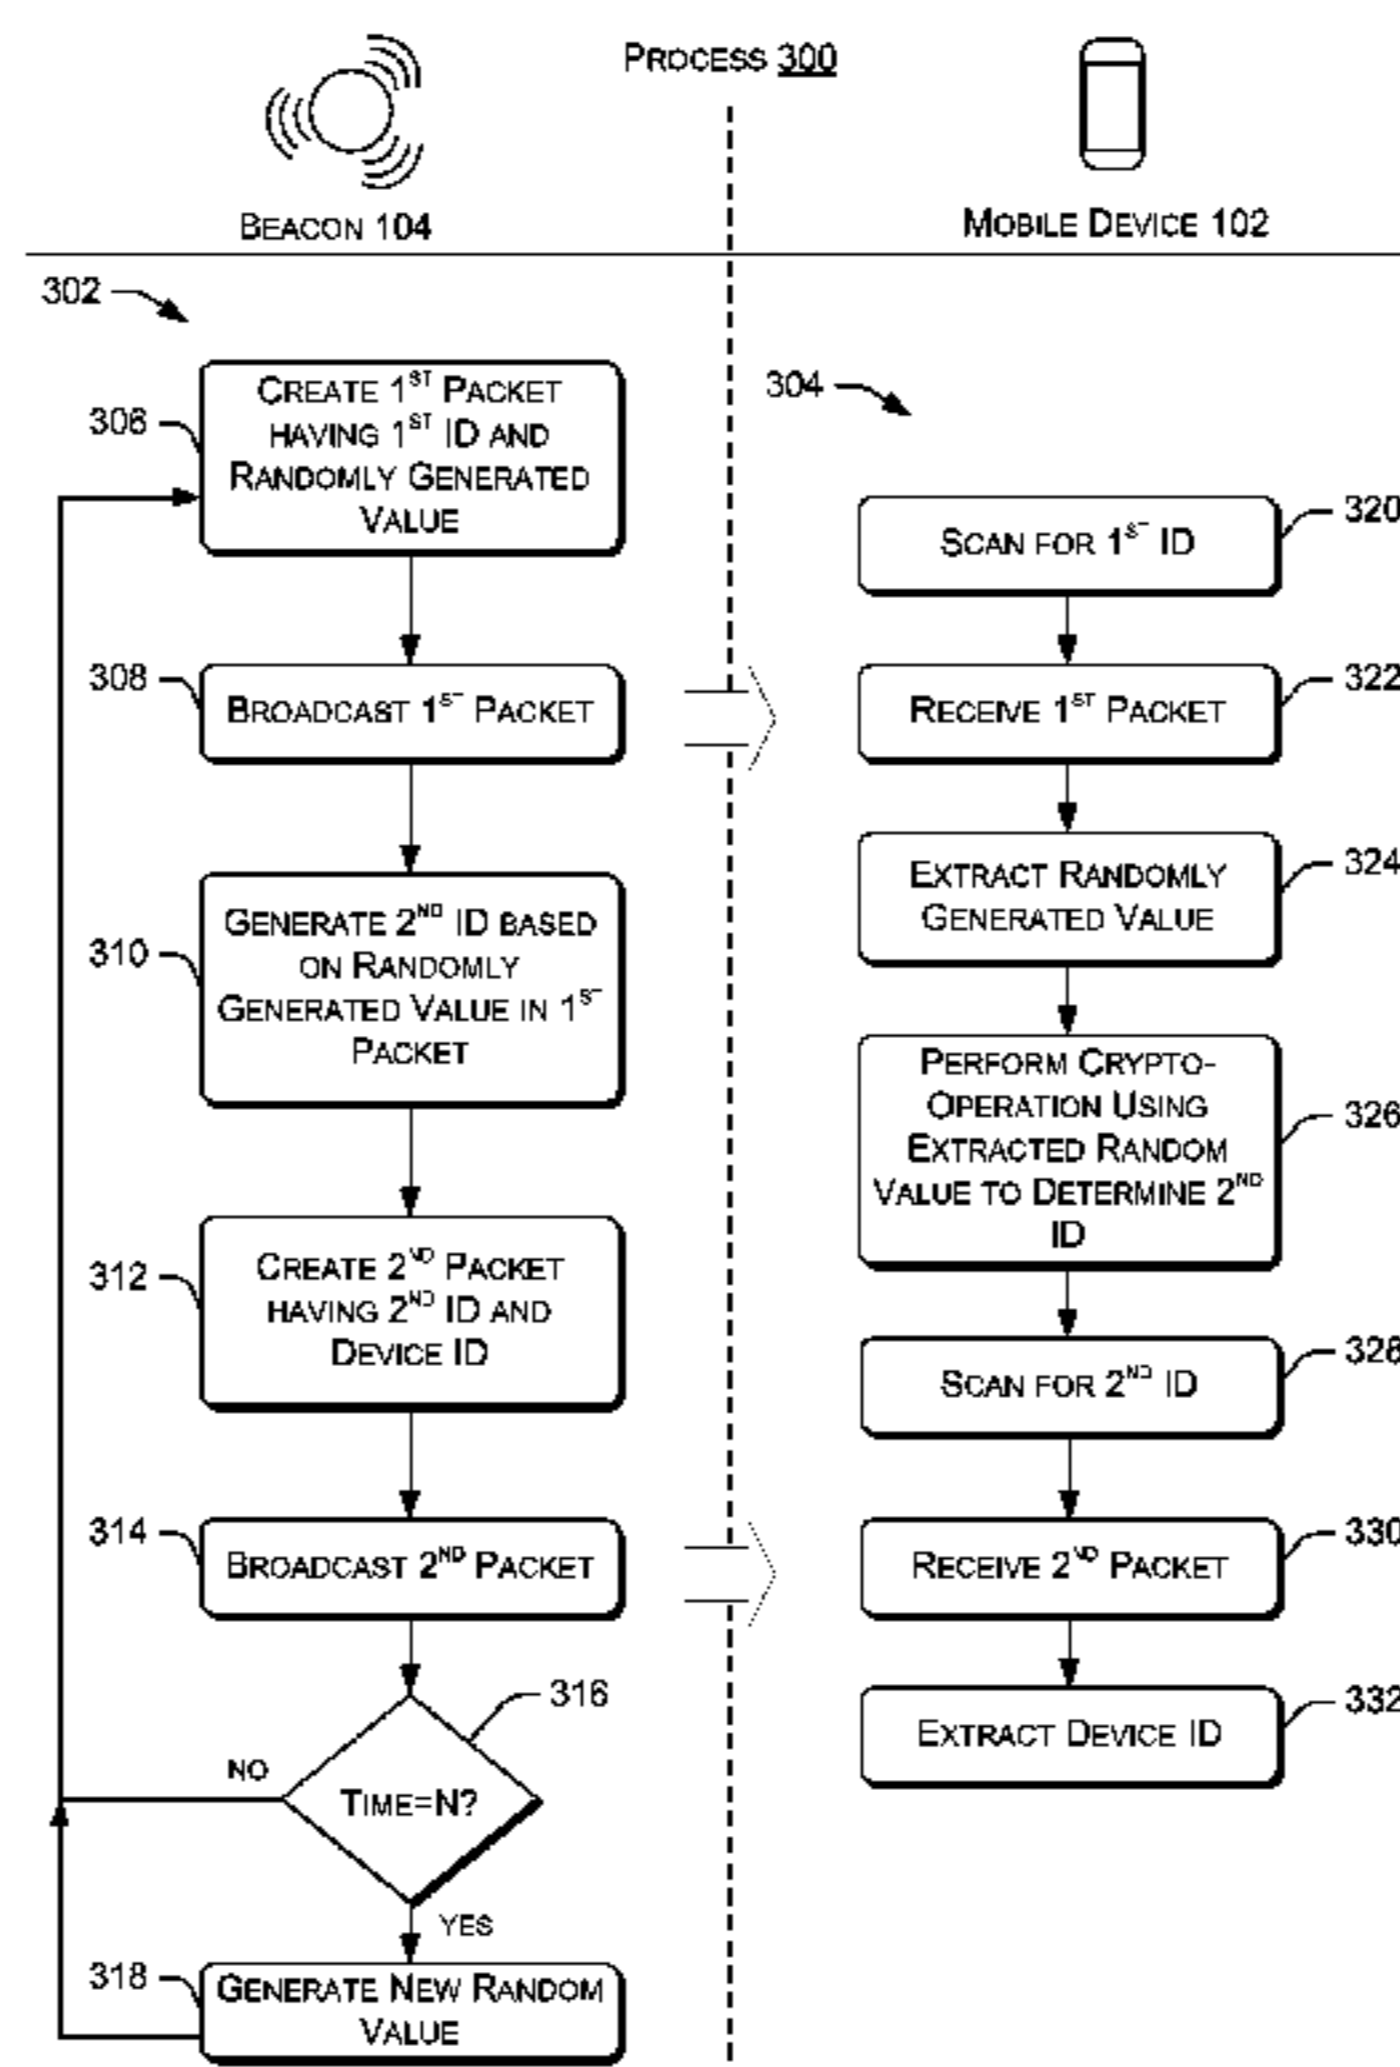 PROCESS 300
BEACON 104
MOBILE DEVICE 102
302
306
CREATE 1ST PACKET
HAVING 1ST ID AND
RANDOMLY GENERATED
VALUE
308
BROADCAST 1ST PACKET
310
GENERATE 2ND ID BASED
ON RANDOMLY
GENERATED VALUE IN 1ST
PACKET
312
CREATE 2ND PACKET
HAVING 2ND ID AND
DEVICE ID
314
BROADCAST 2ND PACKET
316
TIME=N?
NO
YES
318
GENERATE NEW RANDOM
VALUE
304
320
SCAN FOR 1ST ID
322
RECEIVE 1ST PACKET
324
EXTRACT RANDOMLY
GENERATED VALUE
326
PERFORM CRYPTO-
OPERATION USING
EXTRACTED RANDOM
VALUE TO DETERMINE 2ND
ID
328
SCAN FOR 2ND ID
330
RECEIVE 2ND PACKET
332
EXTRACT DEVICE ID